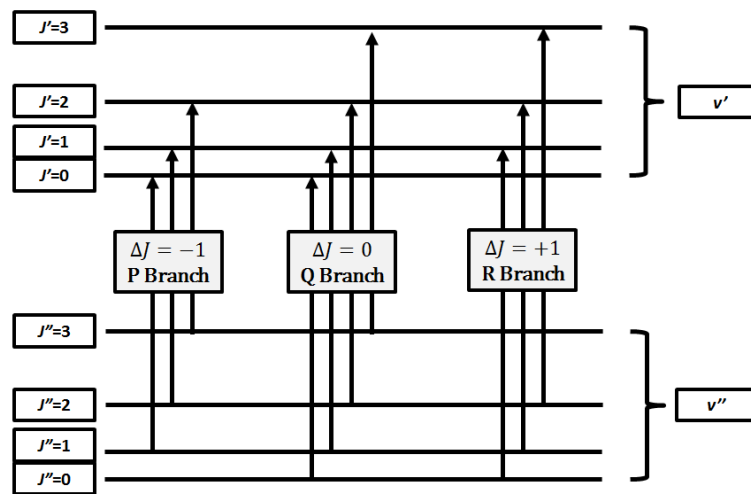 J'=3
J'=2
v'
J'=1
J'=0
ΔJ = −1
P Branch
ΔJ = 0
Q Branch
ΔJ = +1
R Branch
J"=3
J"=2
v''
J"=1
J"=0